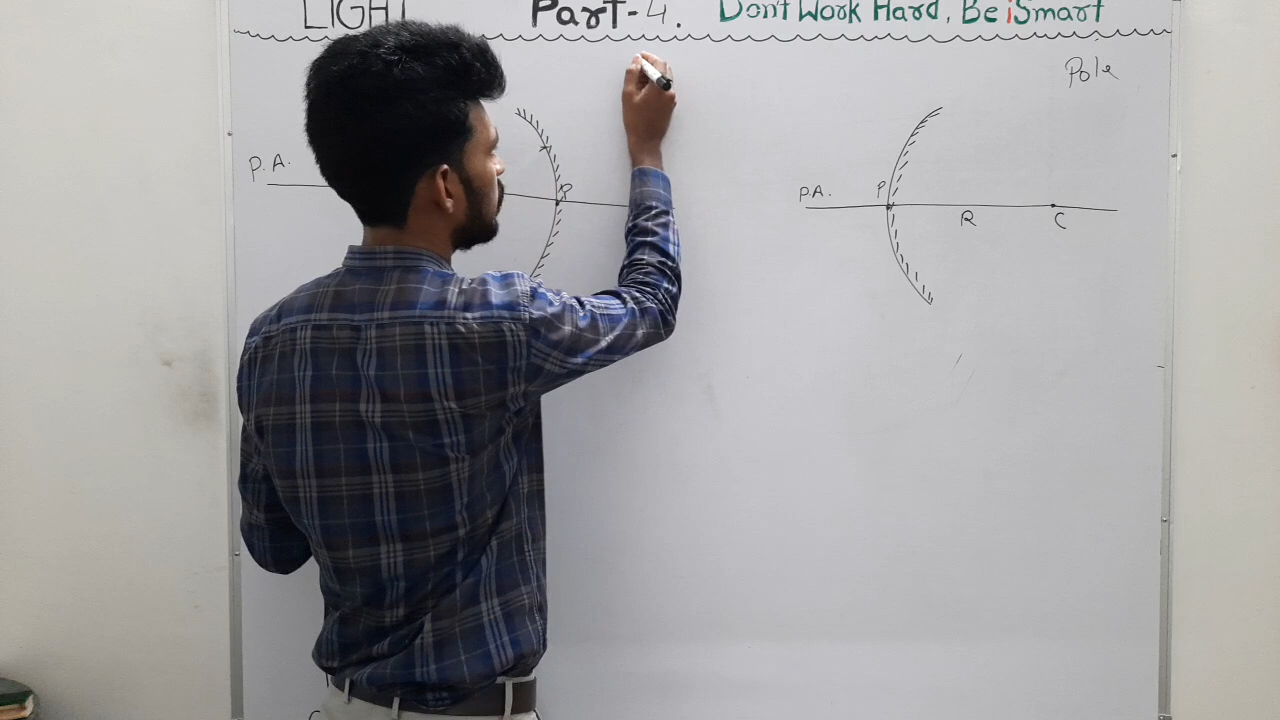 LIGHT Part-4. Don't Work Hard, Be iSmart
Pole
P.A. P
P.A. P R C